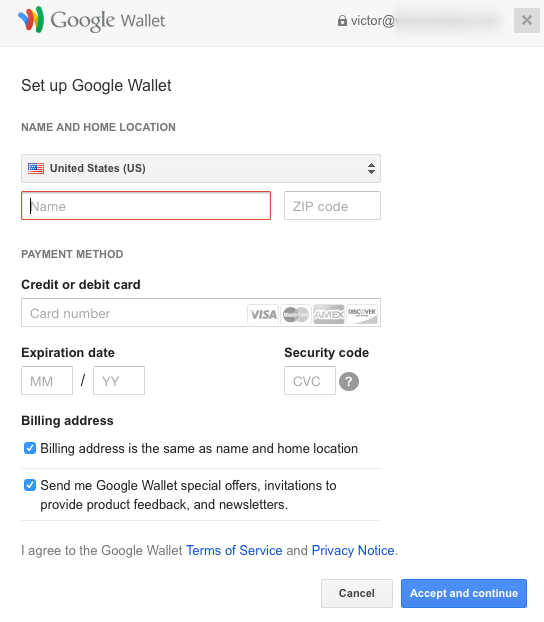 Google Wallet
victor@
Set up Google Wallet
NAME AND HOME LOCATION
United States (US)
Name
ZIP code
PAYMENT METHOD
Credit or debit card
Card number VISA MasterCard AMEX DISCOVER
Expiration date
Security code
MM / YY
CVC ?
Billing address
Billing address is the same as name and home location
Send me Google Wallet special offers, invitations to
provide product feedback, and newsletters.
I agree to the Google Wallet Terms of Service and Privacy Notice.
Cancel
Accept and continue